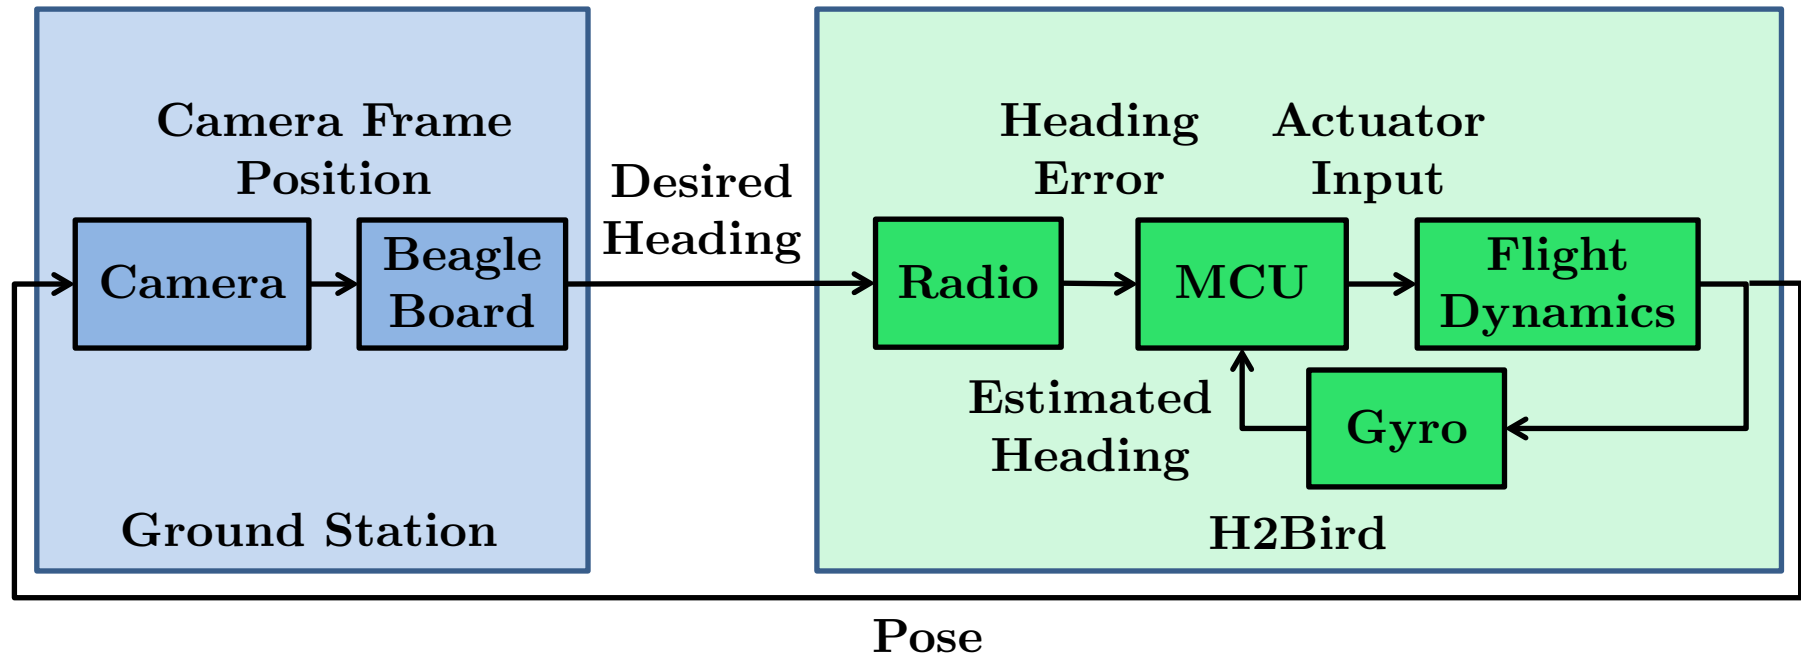 Camera Frame
Position
Camera
Beagle
Board
Ground Station
Desired
Heading
Heading
Error
Actuator
Input
Radio
MCU
Flight
Dynamics
Estimated
Heading
Gyro
H2Bird
Pose